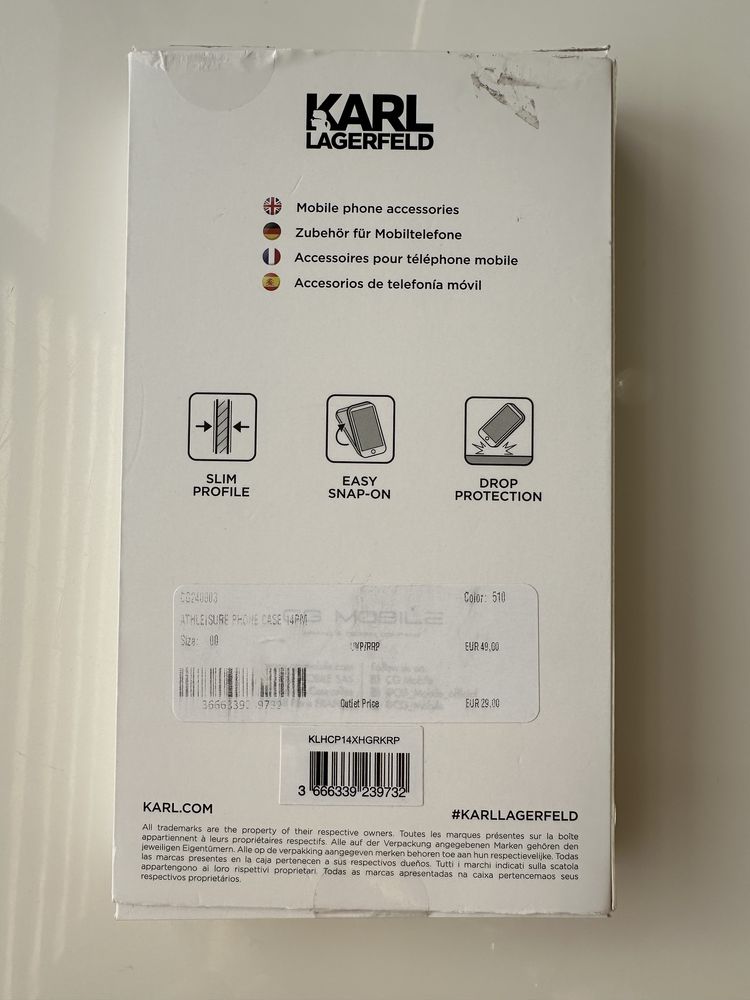 KARL
LAGERFELD
Mobile phone accessories
Zubehör für Mobiltelefone
Accessoires pour téléphone mobile
Accesorios de telefonía móvil
SLIM
PROFILE
EASY
SNAP-ON
DROP
PROTECTION
Color: 510
ATHLEISURE PHONE CASE 14PM
CG MOBILE
Size: 00
UVP/RRP EUR 49,00
Outlet Price EUR 29,00
KLHCP14XHGRKRP
3 666339 239732
KARL.COM
#KARLLAGERFELD
All trademarks are the property of their respective owners. Toutes les marques présentes sur la boîte
appartiennent à leurs propriétaires respectifs. Alle auf der Verpackung angegebenen Marken gehören den
jeweiligen Eigentümern. Alle op de verpakking aangegeven merken behoren toe aan hun respectievelijke. Todas
las marcas presentes en la caja pertenecen a sus respectivos dueños. Tutti i marchi indicati sulla scatola
appartengono ai loro rispettivi proprietari. Todas as marcas apresentadas na caixa pertencemaos seus
respectivos proprietários.